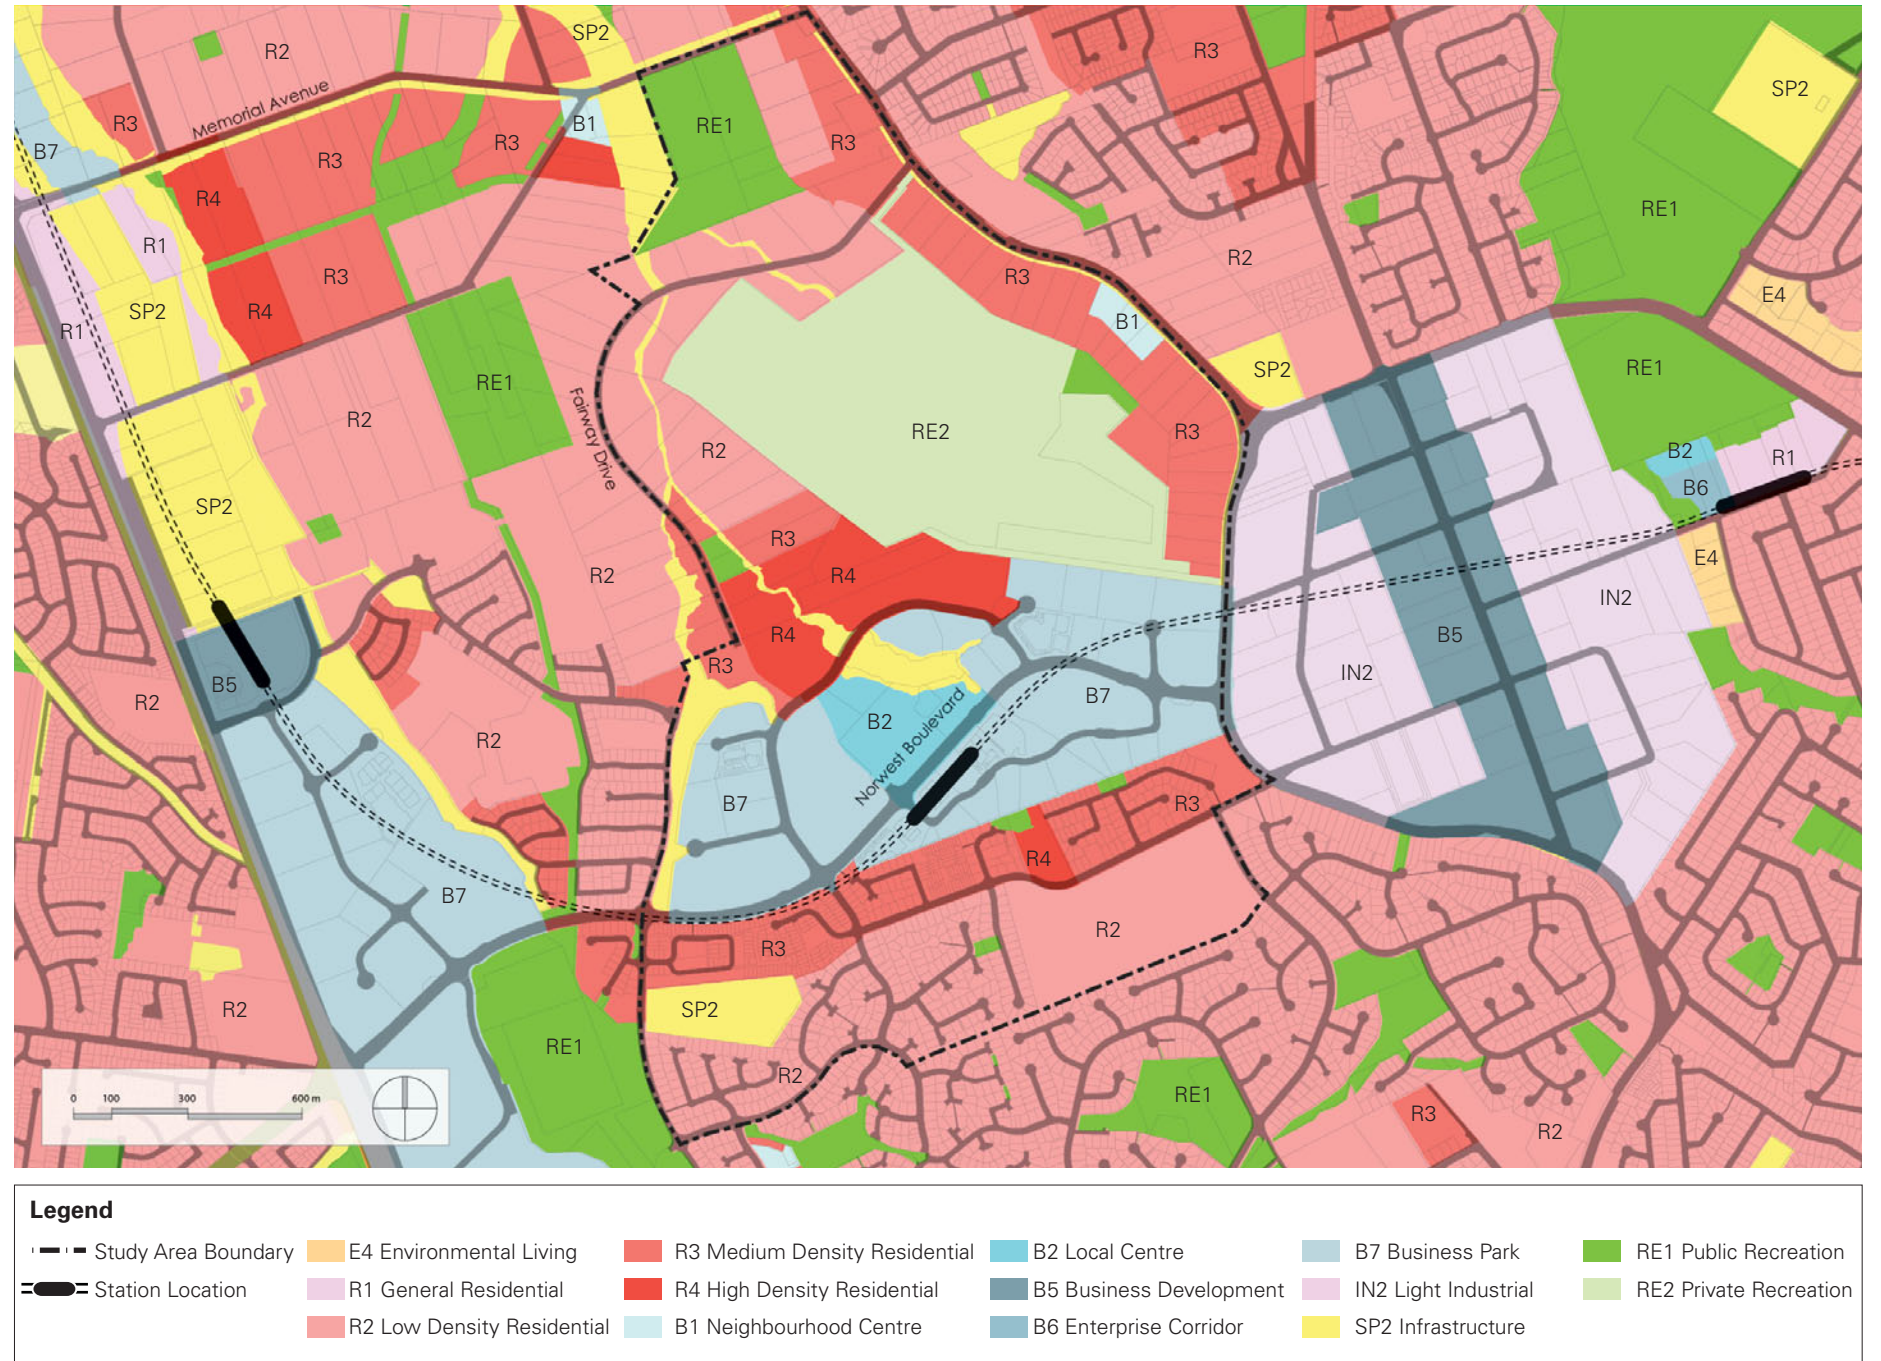 SP2
R2
R3
SP2
Memorial Avenue
R3
B1
RE1
R3
R3
R3
B7
R4
RE1
R1
R2
R3
R3
E4
SP2
R4
R1
B1
SP2
RE1
RE1
Fairway Drive
R2
RE2
R3
R2
B2
R1
B6
SP2
R3
E4
R2
R4
IN2
R4
B5
R3
IN2
B5
R2
B7
B2
Norwest Boulevard
R2
B7
R3
R4
B7
R2
R3
R2
SP2
RE1
R2
RE1
R3
R2
0 100 300 600 m
Legend
Study Area Boundary
E4 Environmental Living
R3 Medium Density Residential
B2 Local Centre
B7 Business Park
RE1 Public Recreation
Station Location
R1 General Residential
R4 High Density Residential
B5 Business Development
IN2 Light Industrial
RE2 Private Recreation
R2 Low Density Residential
B1 Neighbourhood Centre
B6 Enterprise Corridor
SP2 Infrastructure